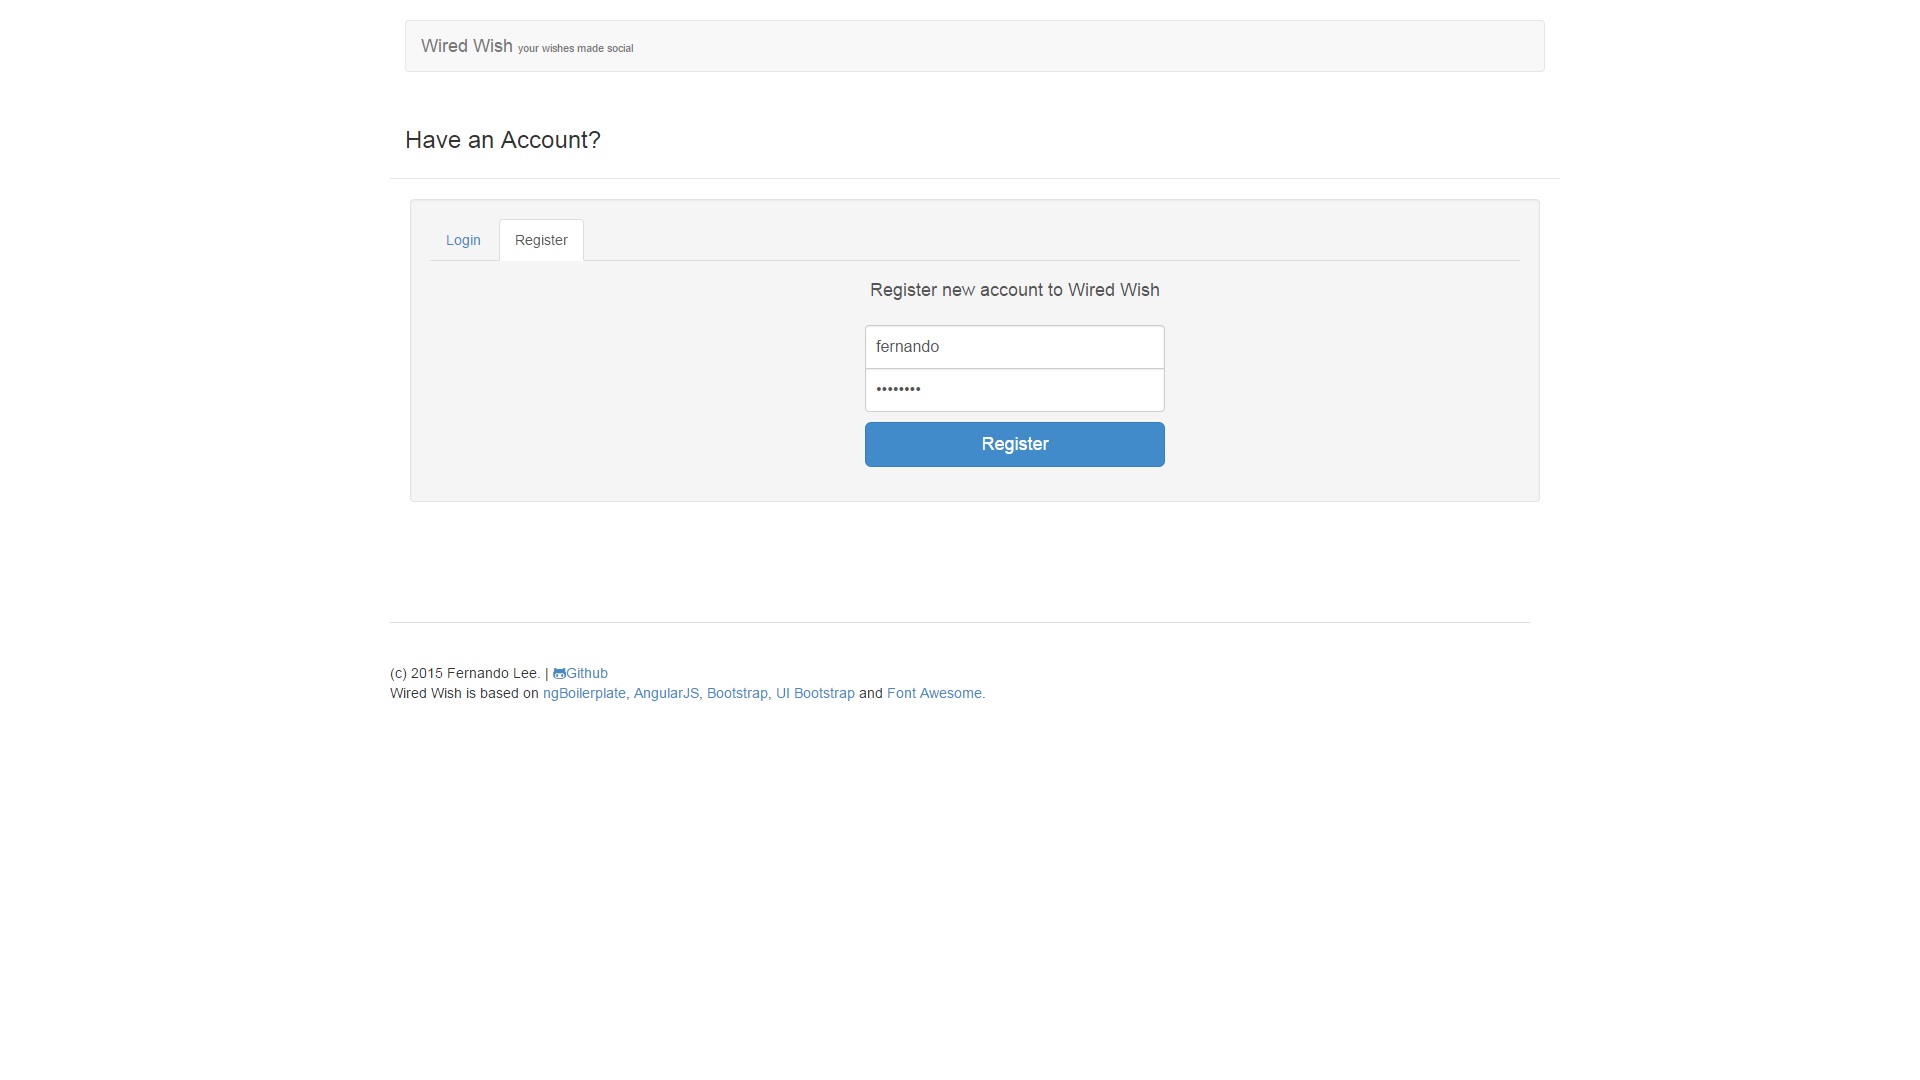 Wired Wish your wishes made social
Have an Account?
Login Register
Register new account to Wired Wish
fernando
••••••••
Register
(c) 2015 Fernando Lee. | Github
Wired Wish is based on ngBoilerplate, AngularJS, Bootstrap, UI Bootstrap and Font Awesome.